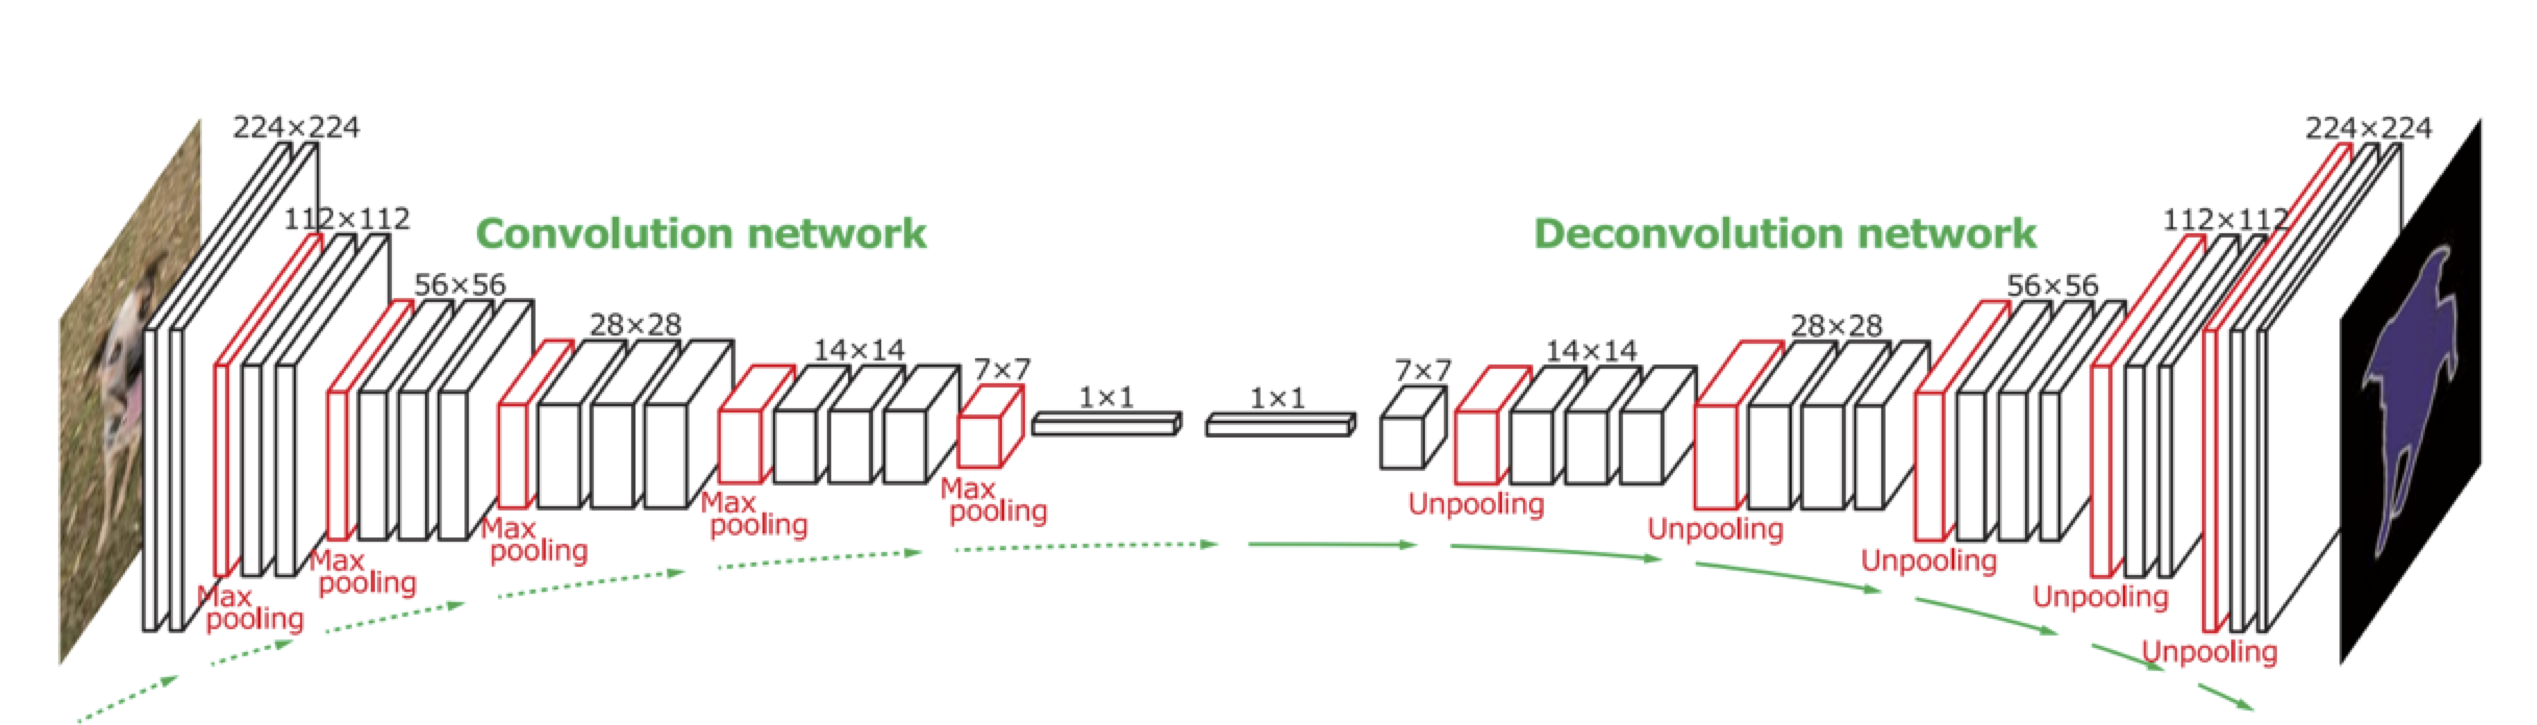 224×224
112×112
Convolution network
56×56
28×28
14×14
7×7
1×1
1×1
7×7
14×14
28×28
56×56
Deconvolution network
112×112
224×224
Max
pooling
Max
pooling
Max
pooling
Max
pooling
Max
pooling
Unpooling
Unpooling
Unpooling
Unpooling
Unpooling